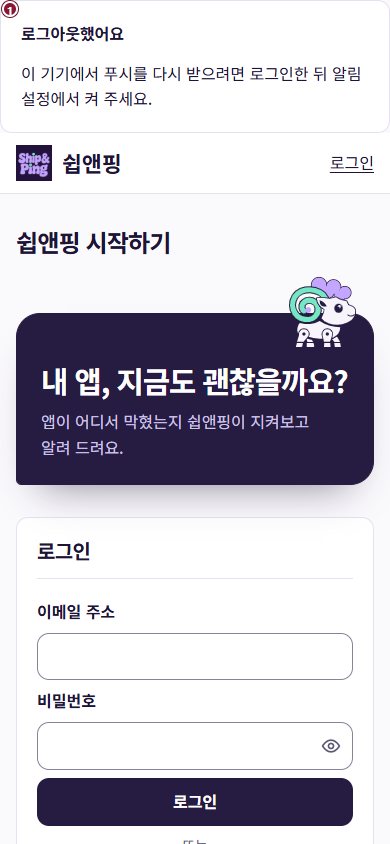 1
로그아웃했어요
이 기기에서 푸시를 다시 받으려면 로그인한 뒤 알림
설정에서 켜 주세요.
Ship&
Ping
쉽앤핑
로그인
쉽앤핑 시작하기
내 앱, 지금도 괜찮을까요?
앱이 어디서 막혔는지 쉽앤핑이 지켜보고
알려 드려요.
로그인
이메일 주소
비밀번호
로그인